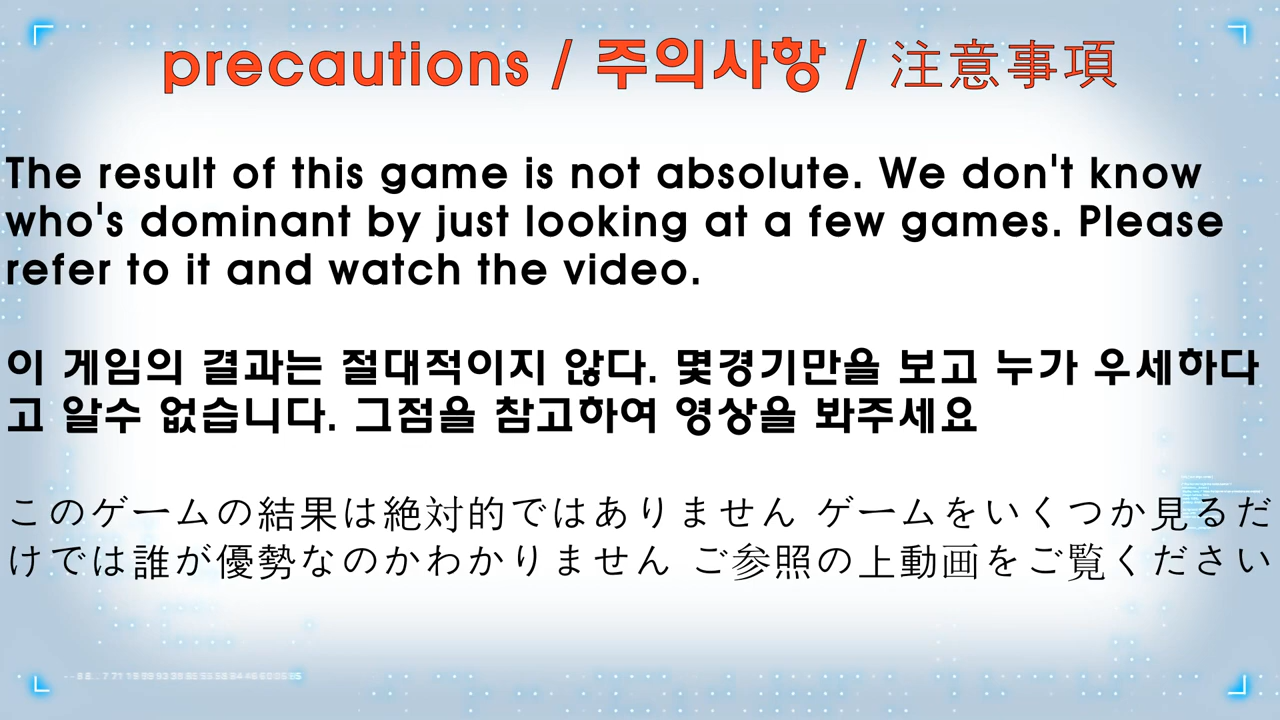 precautions / 주의사항 / 注意事項
The result of this game is not absolute. We don't know
who's dominant by just looking at a few games. Please
refer to it and watch the video.
이 게임의 결과는 절대적이지 않다. 몇경기만을 보고 누가 우세하다
고 알수 없습니다. 그점을 참고하여 영상을 봐주세요
このゲームの結果は絶対的ではありません ゲームをいくつか見るだ
けでは誰が優勢なのかわかりません ご参照の上動画をご覧ください